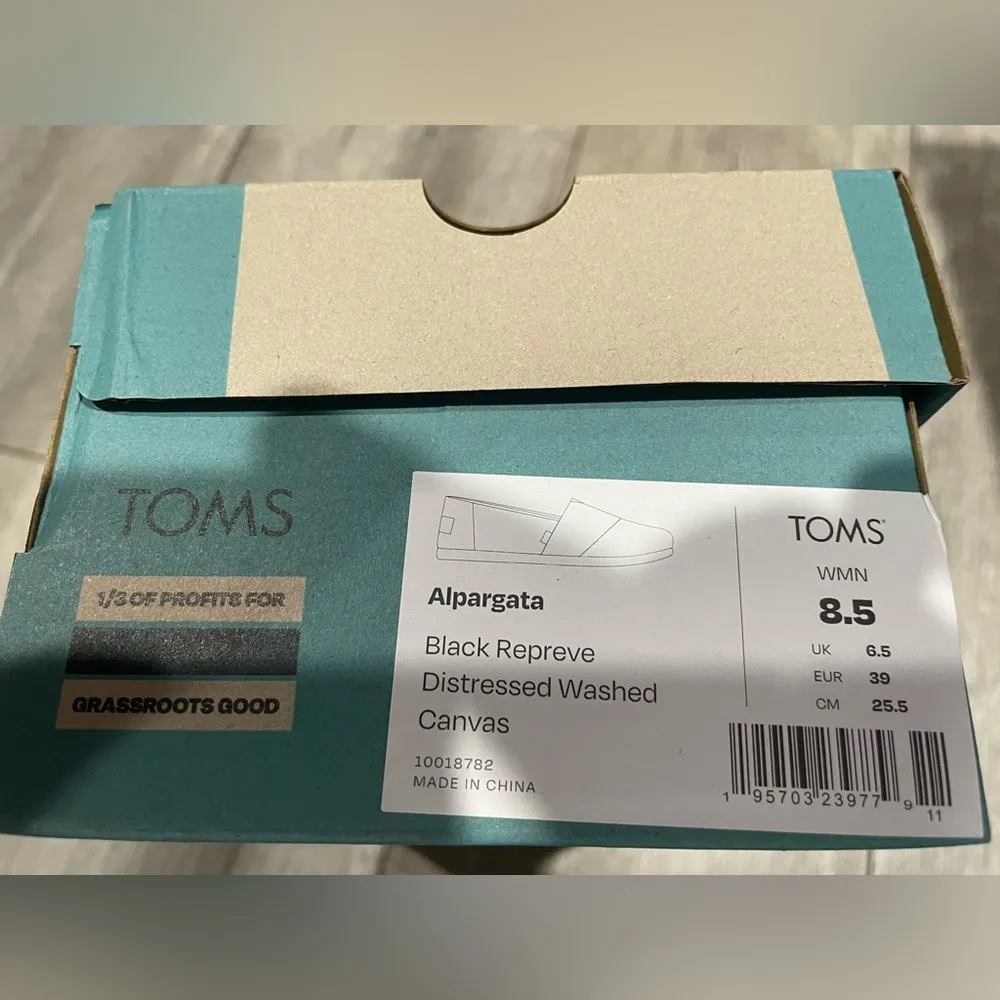 TOMS
1/3 OF PROFITS FOR
GRASSROOTS GOOD
Alpargata
Black Repreve
Distressed Washed
Canvas
10018782
MADE IN CHINA
TOMS®
WMN
8.5
UK 6.5
EUR 39
CM 25.5
1 95703 23977 9
11